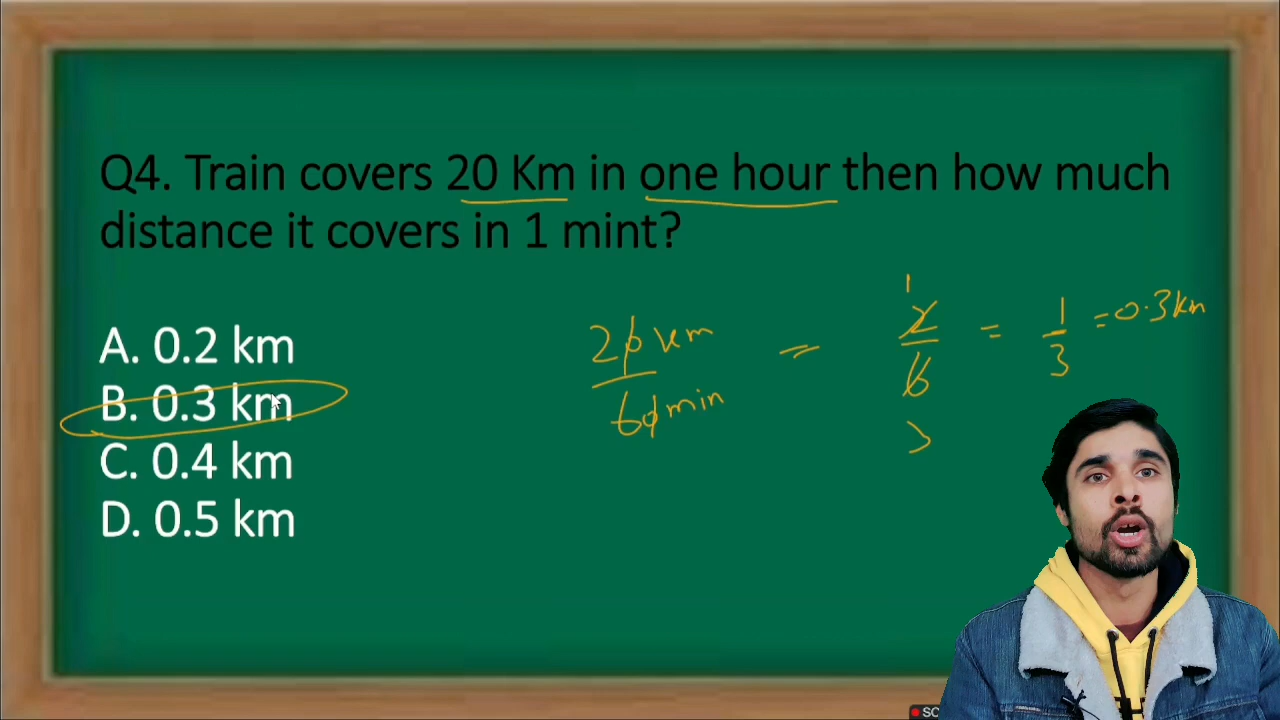 Q4. Train covers 20 Km in one hour then how much
distance it covers in 1 mint?
A. 0.2 km
B. 0.3 km
C. 0.4 km
D. 0.5 km
20 km
60 min
=
1
2
6
3
=
1
3
= 0.3 km